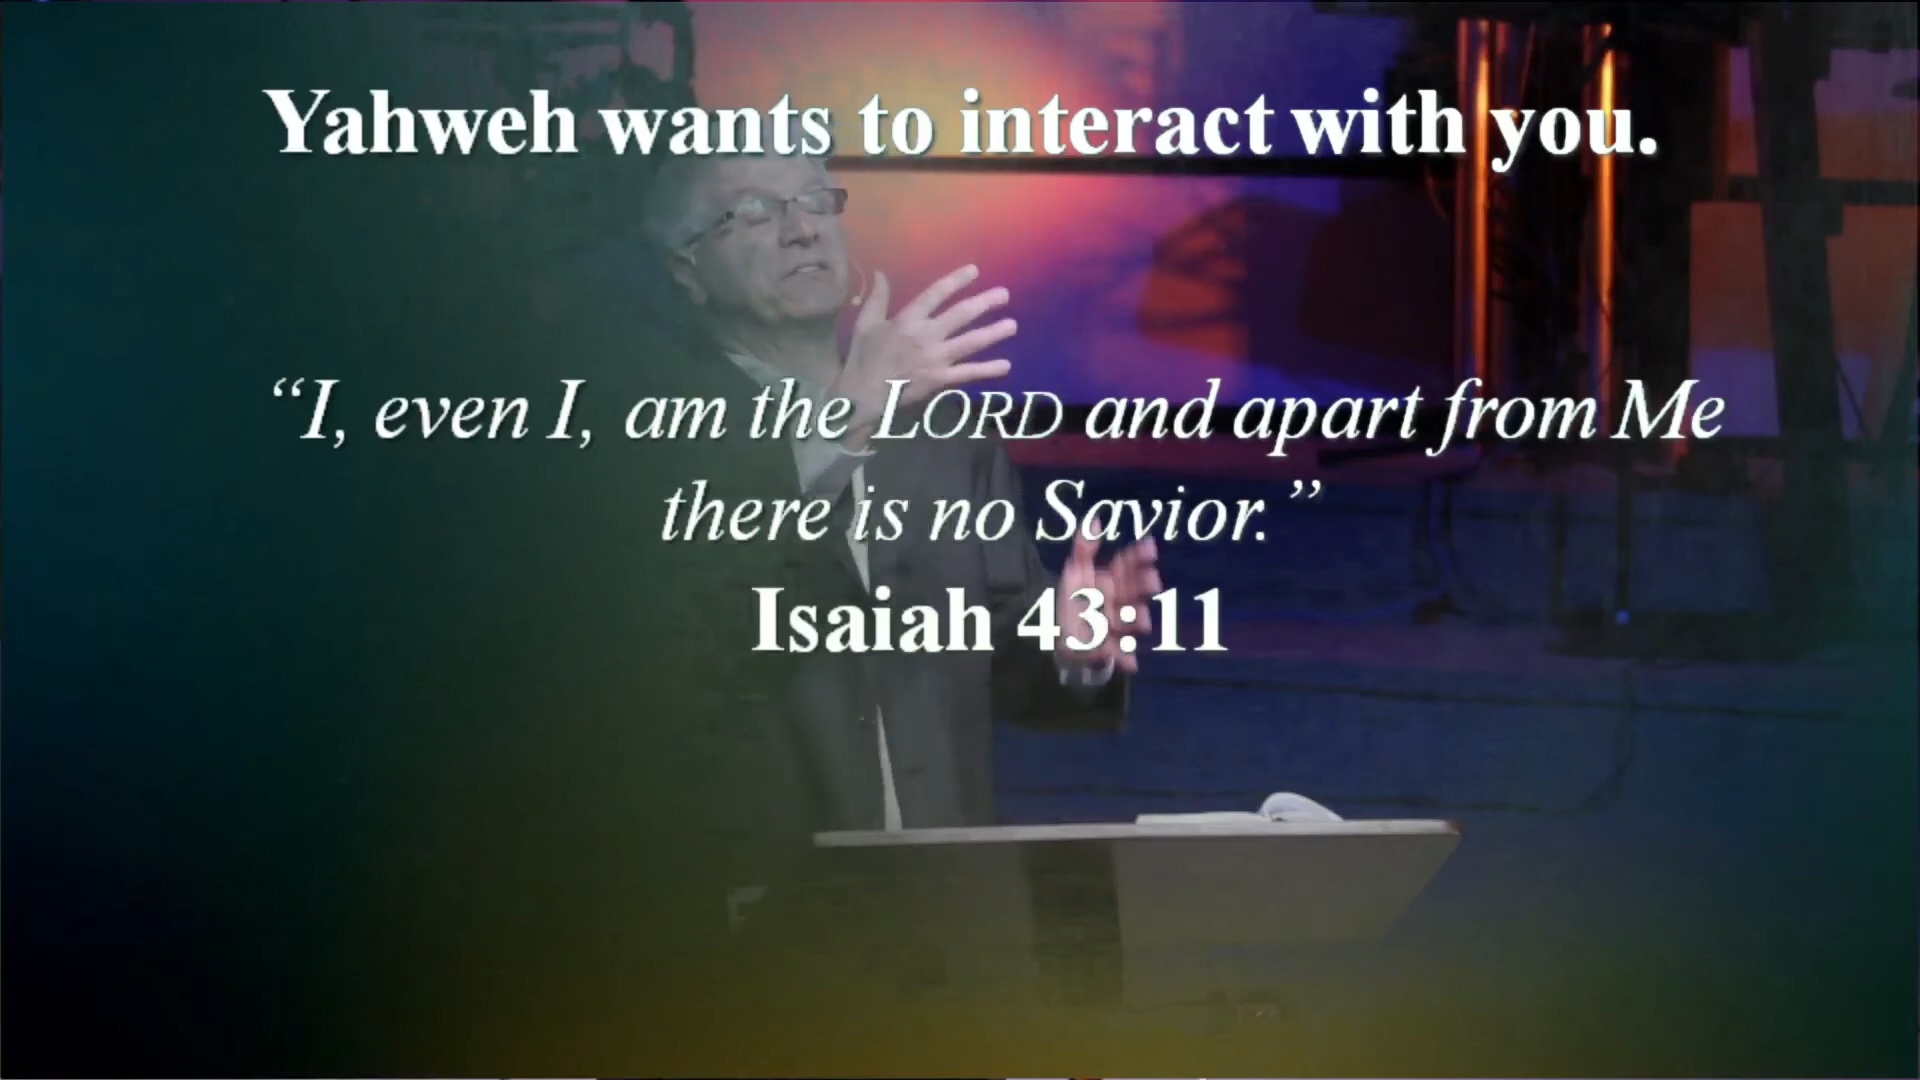 Yahweh wants to interact with you.
“I, even I, am the LORD and apart from Me
there is no Savior.”
Isaiah 43:11